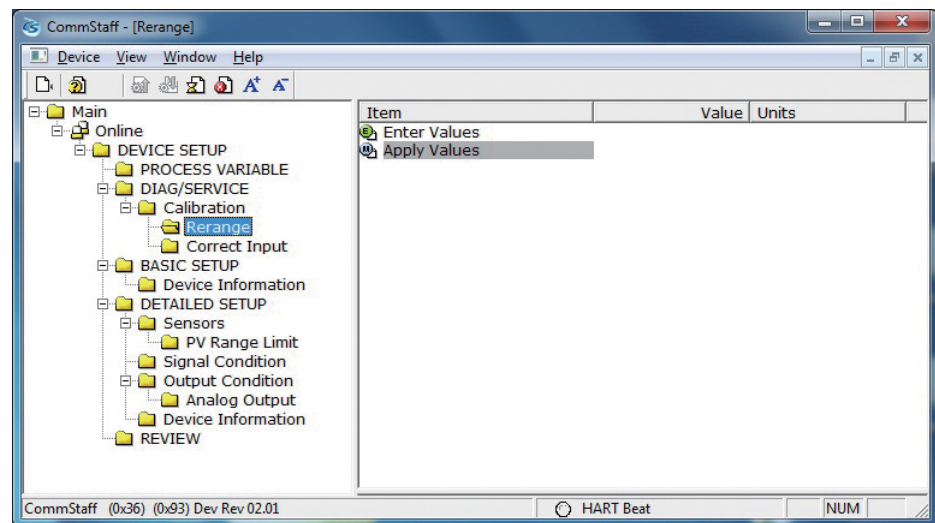 CommStaff - [Rerange]
Device View Window Help
Main
Online
DEVICE SETUP
PROCESS VARIABLE
DIAG/SERVICE
Calibration
Rerange
Correct Input
BASIC SETUP
Device Information
DETAILED SETUP
Sensors
PV Range Limit
Signal Condition
Output Condition
Analog Output
Device Information
REVIEW
Item Value Units
Enter Values
Apply Values
CommStaff (0x36) (0x93) Dev Rev 02.01 HART Beat NUM